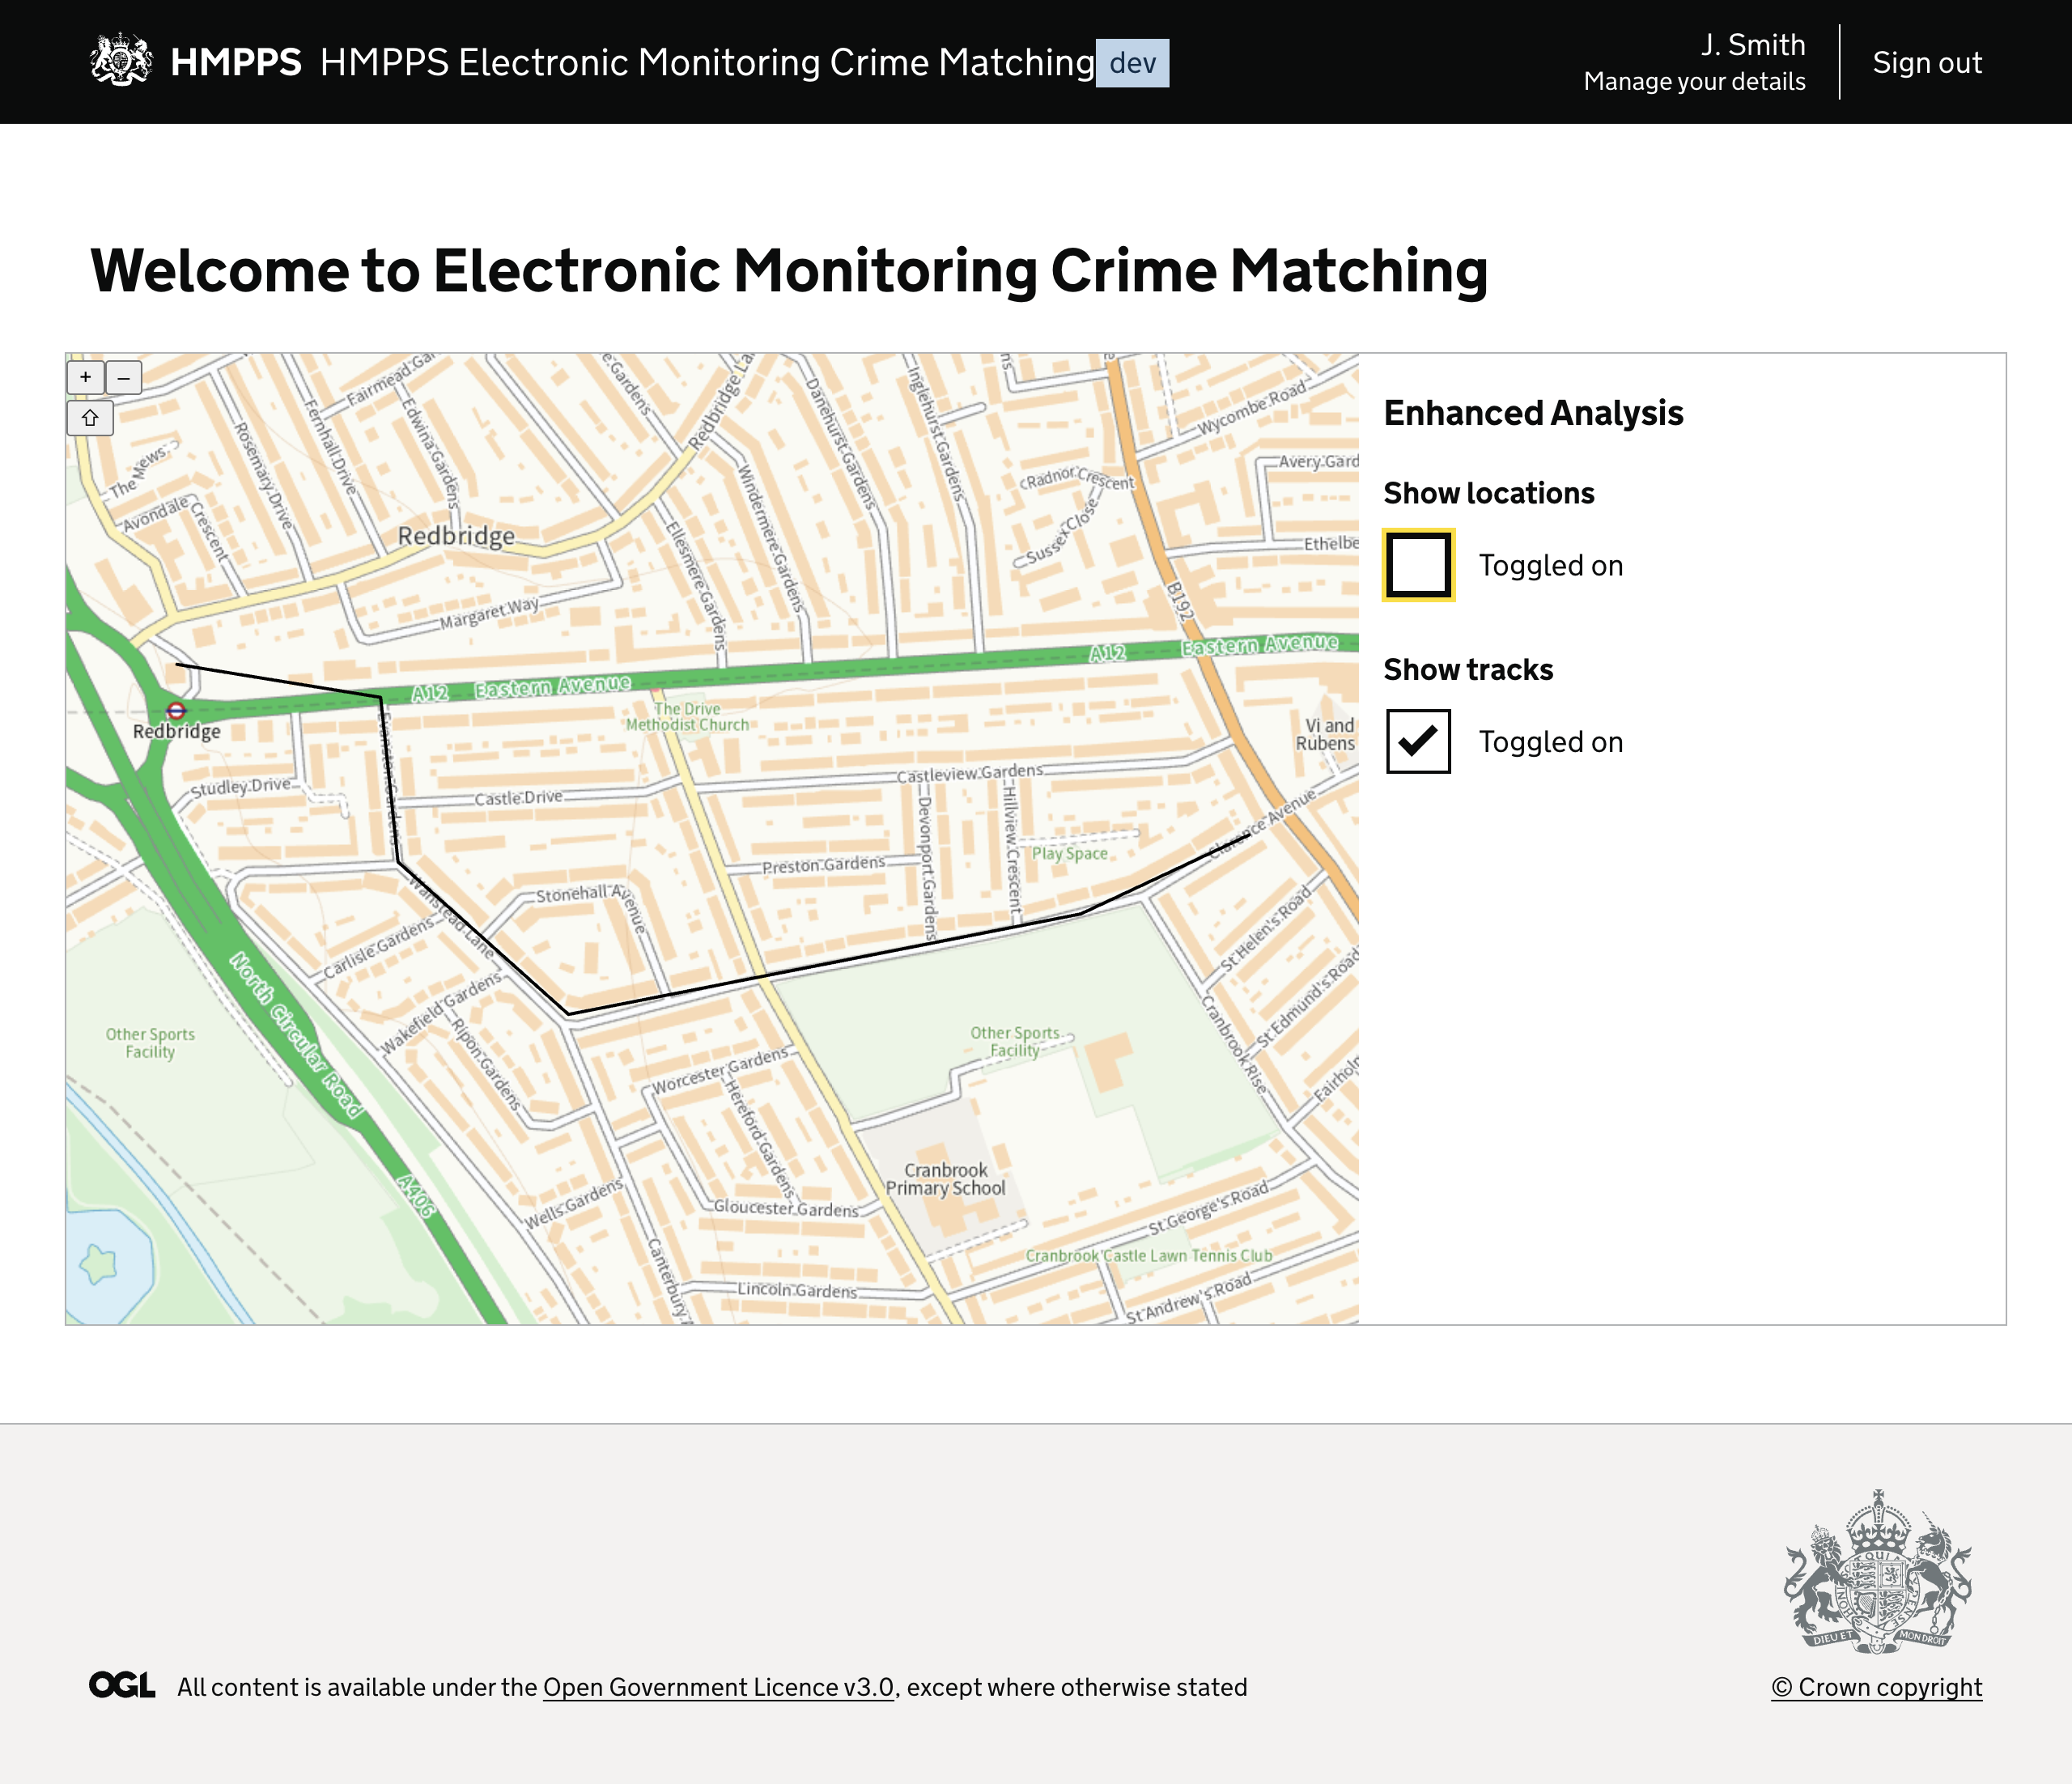 HMPPS HMPPS Electronic Monitoring Crime Matching dev
J. Smith
Manage your details
Sign out
Welcome to Electronic Monitoring Crime Matching
+ –
⇧
Enhanced Analysis
Show locations
Toggled on
Show tracks
Toggled on
Fairmead Ga
Redbridge La
e Gardens
Danehurst Gardens
Inglehurst Gardens
Wycombe Road
Rosemary Drive
Fernhall Drive
Edwina Gardens
The Mews
Avondale Crescent
Windermere Gardens
Radnor Crescent
Avery Gard
Redbridge
Ellesmere Gardens
Sussex Close
Ethelbe
B192
Margaret Way
A12 Eastern Avenue
A12 Eastern Avenue
The Drive
Methodist Church
Redbridge
Vi and
Rubens
Studley Drive
Castle Drive
Castleview Gardens
Devonport Gardens
Hillview Crescent
Clarence Avenue
Play Space
Preston Gardens
Wanstead Lane
Stonehall Avenue
Carlisle Gardens
St Helen's Road
St Edmund's Road
North Circular Road
Wakefield Gardens
Ripon Gardens
Other Sports
Facility
Other Sports
Facility
Cranbrook Rise
Fairholm
Worcester Gardens
Hereford Gardens
Cranbrook
Primary School
A406
Wells Gardens
Gloucester Gardens
St George's Road
Canterbury
Cranbrook Castle Lawn Tennis Club
Lincoln Gardens
St Andrew's Road
DIEU ET MON DROIT
OGL All content is available under the Open Government Licence v3.0, except where otherwise stated
© Crown copyright